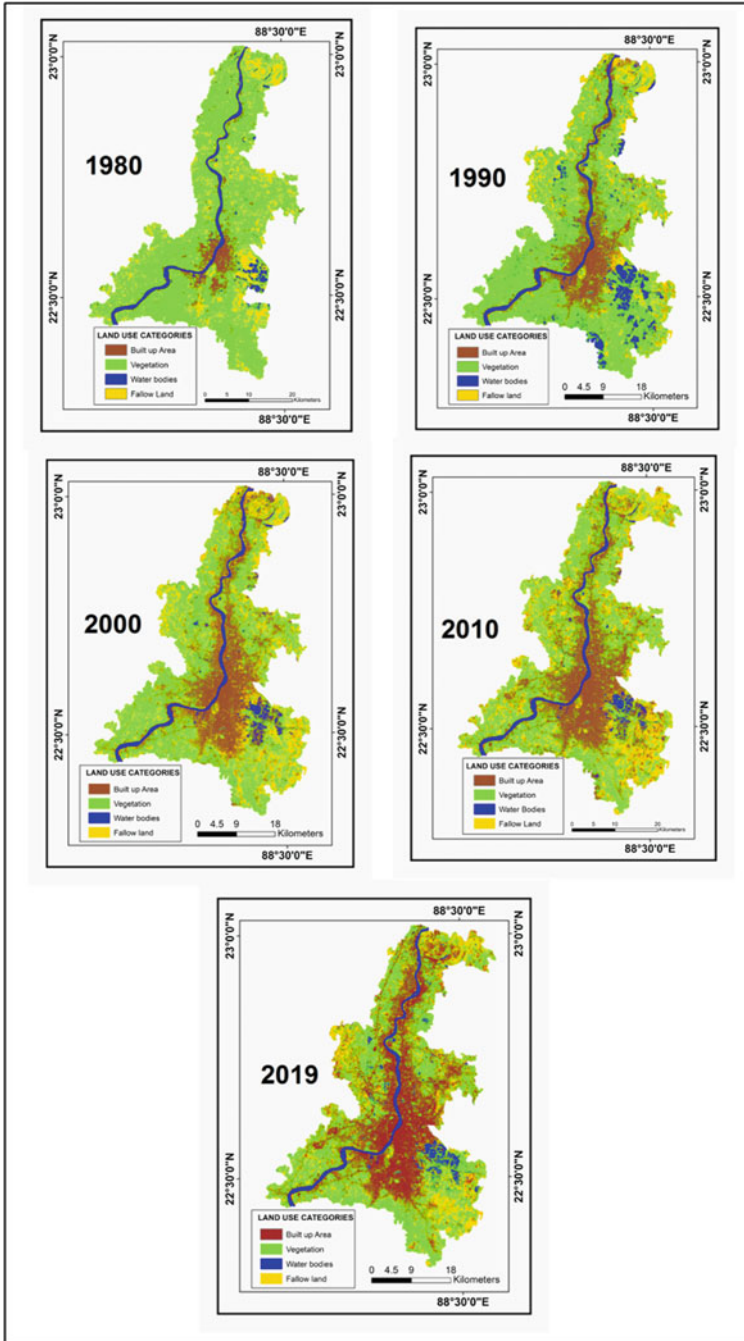 88°30'0"E
23°0'0"N
23°0'0"N
1980
22°30'0"N
22°30'0"N
LAND USE CATEGORIES
Built up Area
Vegetation
Water bodies
Fallow Land
0 5 10 20
Kilometers
88°30'0"E
88°30'0"E
23°0'0"N
23°0'0"N
1990
22°30'0"N
22°30'0"N
LAND USE CATEGORIES
Built up Area
Vegetation
Water bodies
Fallow land
0 4.5 9 18
Kilometers
88°30'0"E
88°30'0"E
23°0'0"N
23°0'0"N
2000
22°30'0"N
22°30'0"N
LAND USE CATEGORIES
Built up Area
Vegetation
Water bodies
Fallow land
0 4.5 9 18
Kilometers
88°30'0"E
88°30'0"E
23°0'0"N
23°0'0"N
2010
22°30'0"N
22°30'0"N
LAND USE CATEGORIES
Built up Area
Vegetation
Water Bodies
Fallow Land
0 5 10 20
Kilometers
88°30'0"E
88°30'0"E
23°0'0"N
23°0'0"N
2019
22°30'0"N
22°30'0"N
LAND USE CATEGORIES
Built up Area
Vegetation
Water bodies
Fallow land
0 4.5 9 18
Kilometers
88°30'0"E